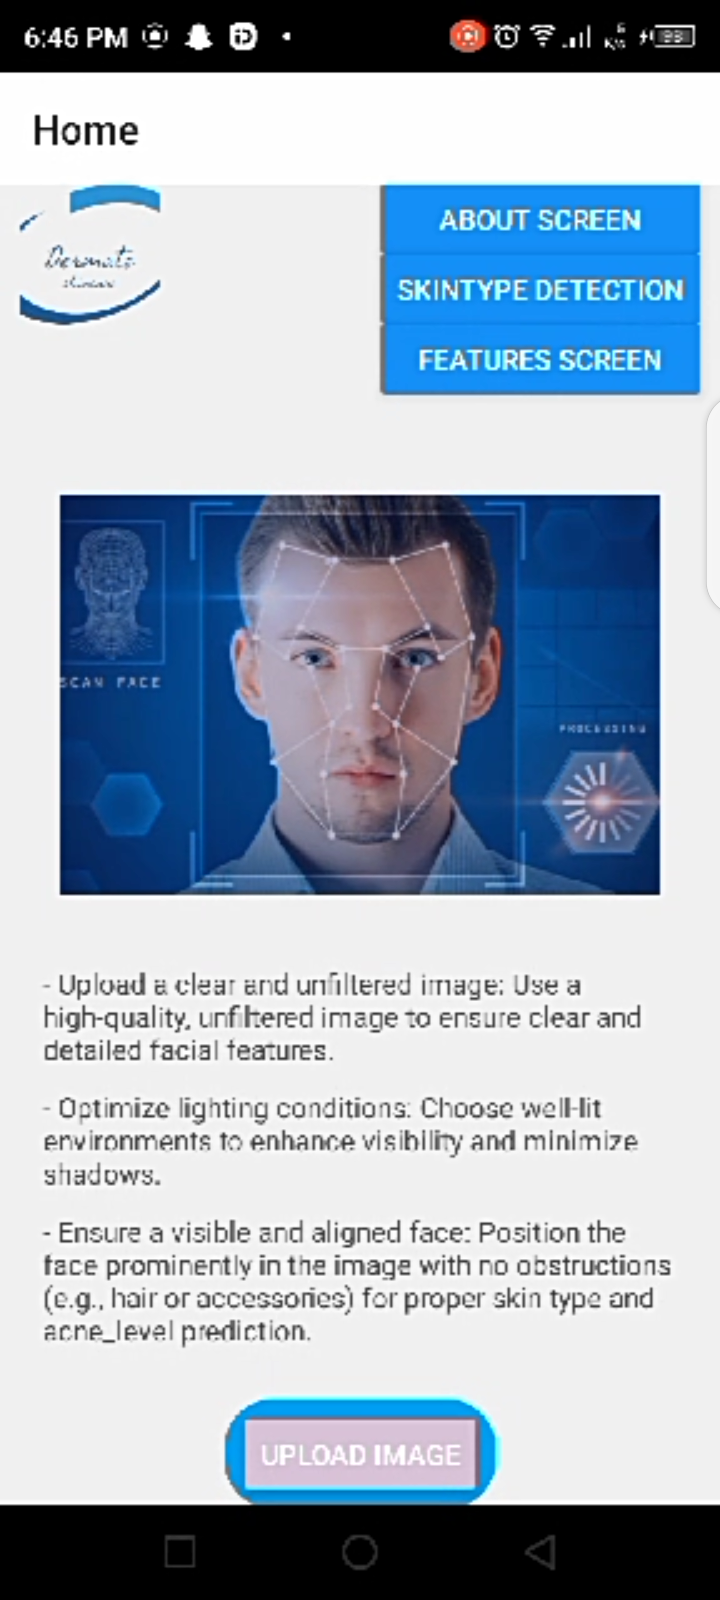 6:46 PM
Home
Dermato
ABOUT SCREEN
SKINTYPE DETECTION
FEATURES SCREEN
SCAN FACE
PROCESSING
- Upload a clear and unfiltered image: Use a
high-quality, unfiltered image to ensure clear and
detailed facial features.
- Optimize lighting conditions: Choose well-lit
environments to enhance visibility and minimize
shadows.
- Ensure a visible and aligned face: Position the
face prominently in the image with no obstructions
(e.g., hair or accessories) for proper skin type and
acne_level prediction.
UPLOAD IMAGE